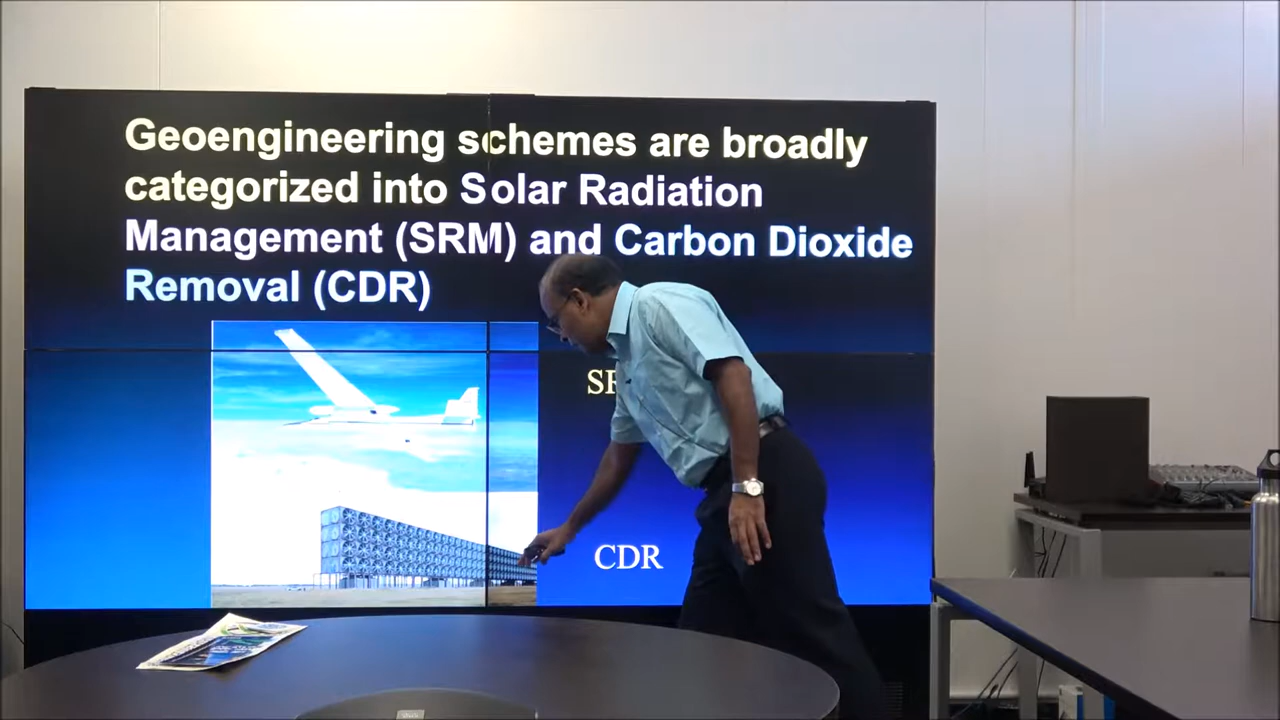 Geoengineering schemes are broadly
categorized into Solar Radiation
Management (SRM) and Carbon Dioxide
Removal (CDR)
CDR